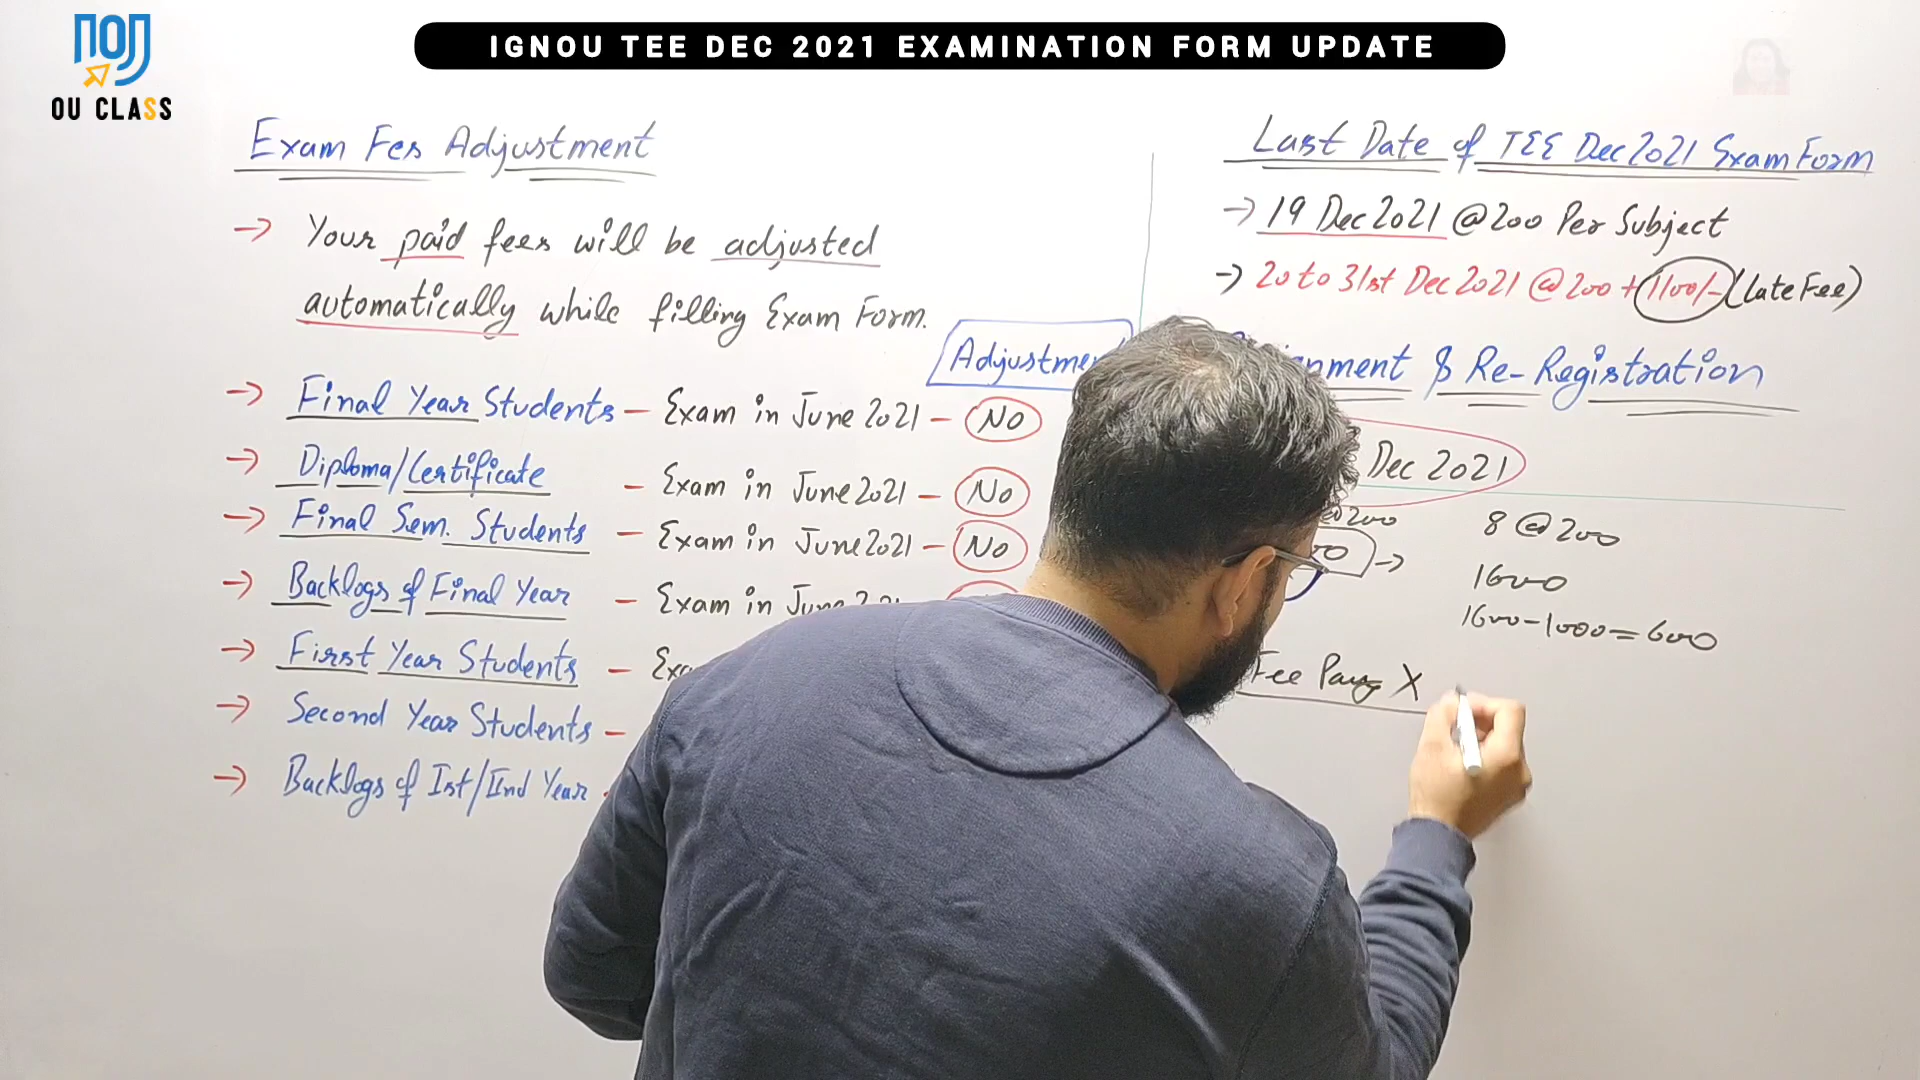 IGNOU TEE DEC 2021 EXAMINATION FORM UPDATE
OU CLASS
Exam Fes Adjustment
→ Your paid fees will be adjusted
automatically while filling Exam Form.
Adjustme
→ Final Year Students - Exam in June 2021 - No
→ Diploma/Certificate - Exam in June 2021 - No
→ Final Sem. Students - Exam in June 2021 - No
→ Backlogs of Final Year - Exam in June
→ First Year Students - Exa
→ Second Year Students -
→ Backlogs of Ist/IInd Year
Last Date of TEE Dec 2021 Exam Form
→ 19 Dec 2021 @ 200 Per Subject
→ 20 to 31st Dec 2021 @ 200 + 1100/- (Late Fee)
nment & Re-Registration
Dec 2021
@ 200
→
8 @ 200
1600
1600-1000=600
Fee Pay X